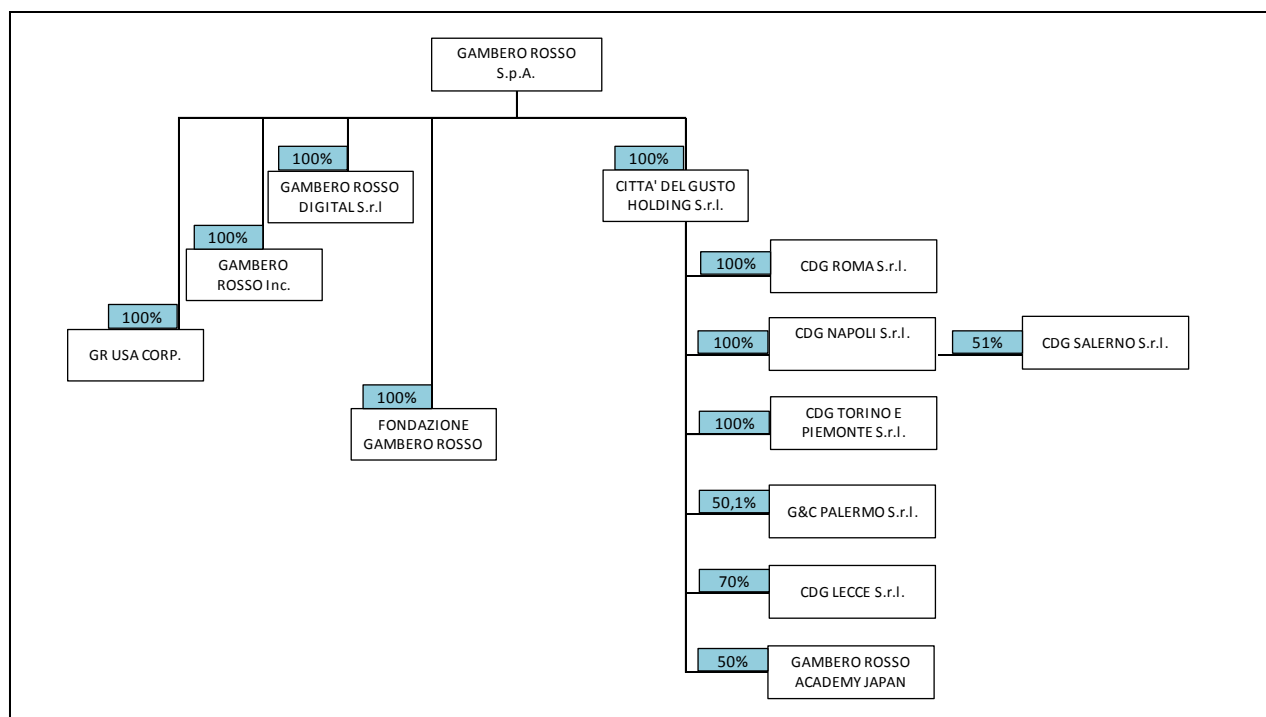 GAMBERO ROSSO
S.p.A.
100%
GAMBERO ROSSO
DIGITAL S.r.l
100%
CITTA' DEL GUSTO
HOLDING S.r.l.
100%
GAMBERO
ROSSO Inc.
100%
CDG ROMA S.r.l.
100%
GR USA CORP.
100%
CDG NAPOLI S.r.l.
51%
CDG SALERNO S.r.l.
100%
FONDAZIONE
GAMBERO ROSSO
100%
CDG TORINO E
PIEMONTE S.r.l.
50,1%
G&C PALERMO S.r.l.
70%
CDG LECCE S.r.l.
50%
GAMBERO ROSSO
ACADEMY JAPAN